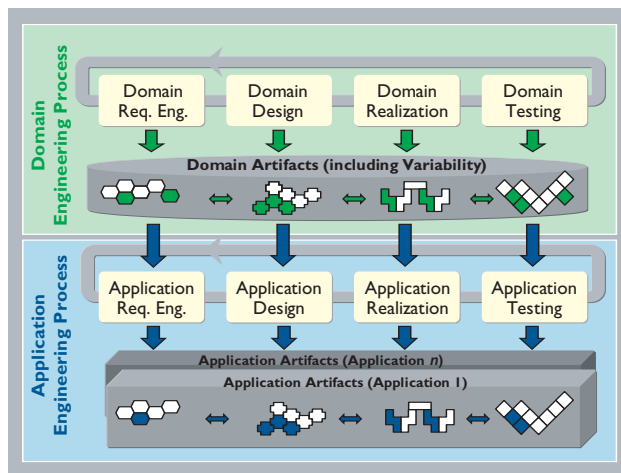 Domain
Engineering Process
Domain
Req. Eng.
Domain
Design
Domain
Realization
Domain
Testing
Domain Artifacts (including Variability)
Application
Engineering Process
Application
Req. Eng.
Application
Design
Application
Realization
Application
Testing
Application Artifacts (Application n)
Application Artifacts (Application 1)